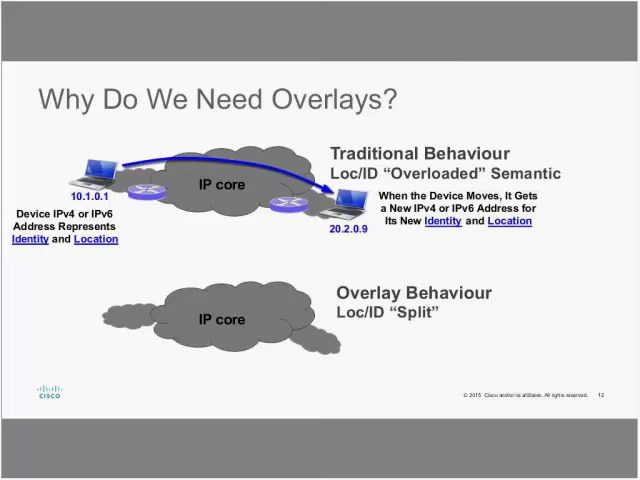 Why Do We Need Overlays?
Traditional Behaviour
Loc/ID “Overloaded” Semantic
IP core
10.1.0.1
Device IPv4 or IPv6
Address Represents
Identity and Location
When the Device Moves, It Gets
a New IPv4 or IPv6 Address for
Its New Identity and Location
20.2.0.9
Overlay Behaviour
Loc/ID “Split”
IP core
CISCO
© 2015 Cisco and/or its affiliates. All rights reserved.
12